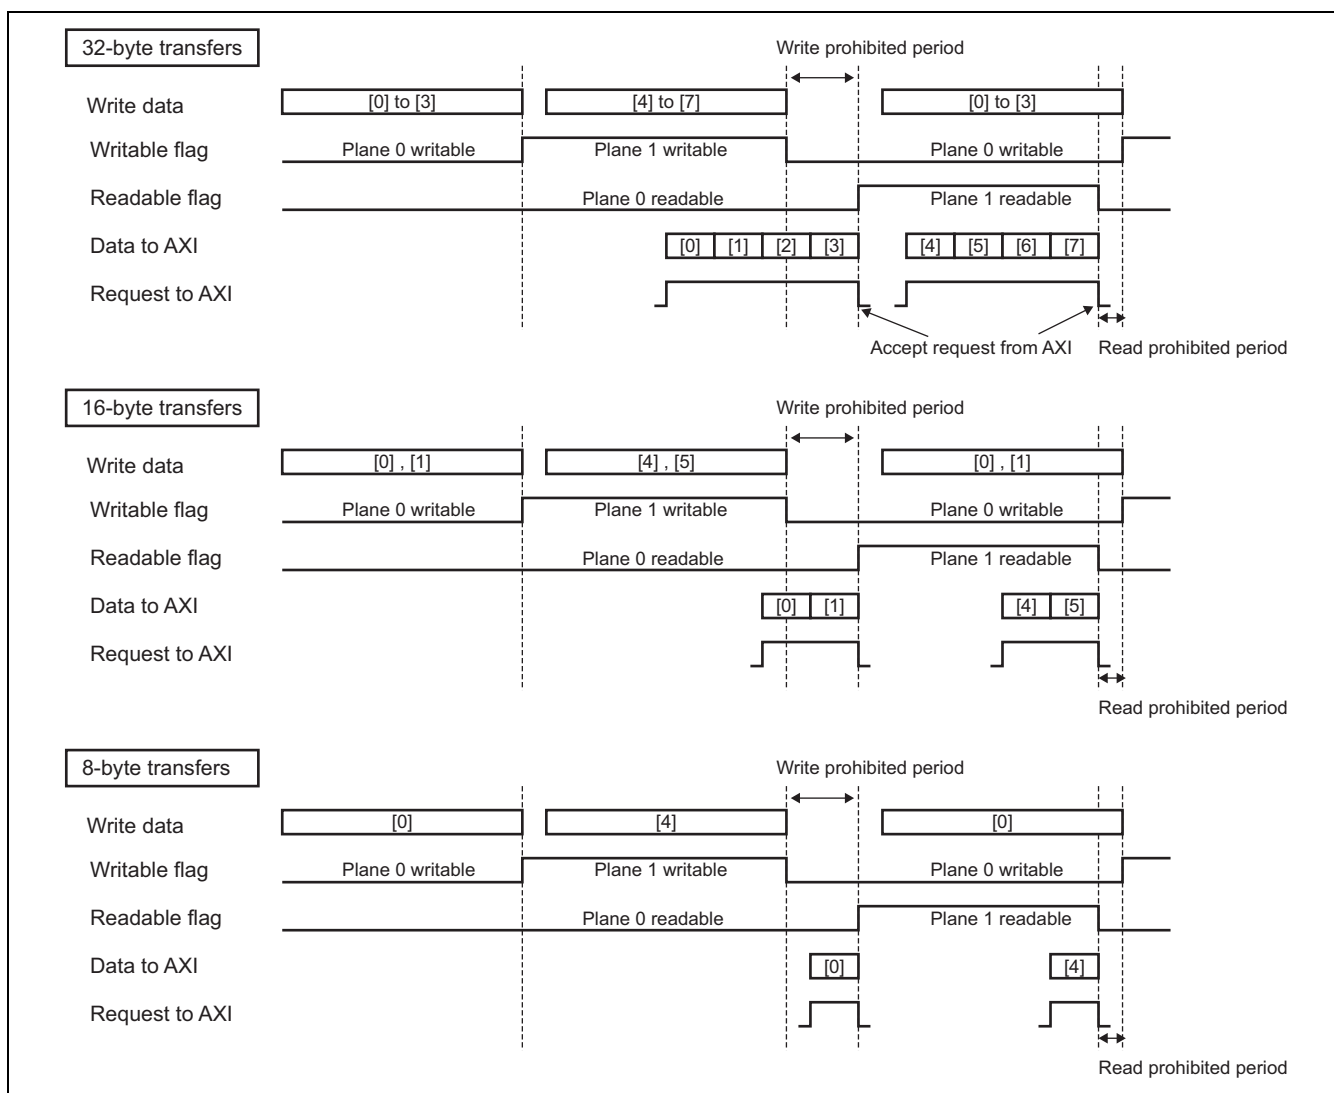 32-byte transfers
Write prohibited period
Write data [0] to [3] [4] to [7] [0] to [3]
Writable flag Plane 0 writable Plane 1 writable Plane 0 writable
Readable flag Plane 0 readable Plane 1 readable
Data to AXI [0] [1] [2] [3] [4] [5] [6] [7]
Request to AXI
Accept request from AXI Read prohibited period
16-byte transfers
Write prohibited period
Write data [0] , [1] [4] , [5] [0] , [1]
Writable flag Plane 0 writable Plane 1 writable Plane 0 writable
Readable flag Plane 0 readable Plane 1 readable
Data to AXI [0] [1] [4] [5]
Request to AXI
Read prohibited period
8-byte transfers
Write prohibited period
Write data [0] [4] [0]
Writable flag Plane 0 writable Plane 1 writable Plane 0 writable
Readable flag Plane 0 readable Plane 1 readable
Data to AXI [0] [4]
Request to AXI
Read prohibited period